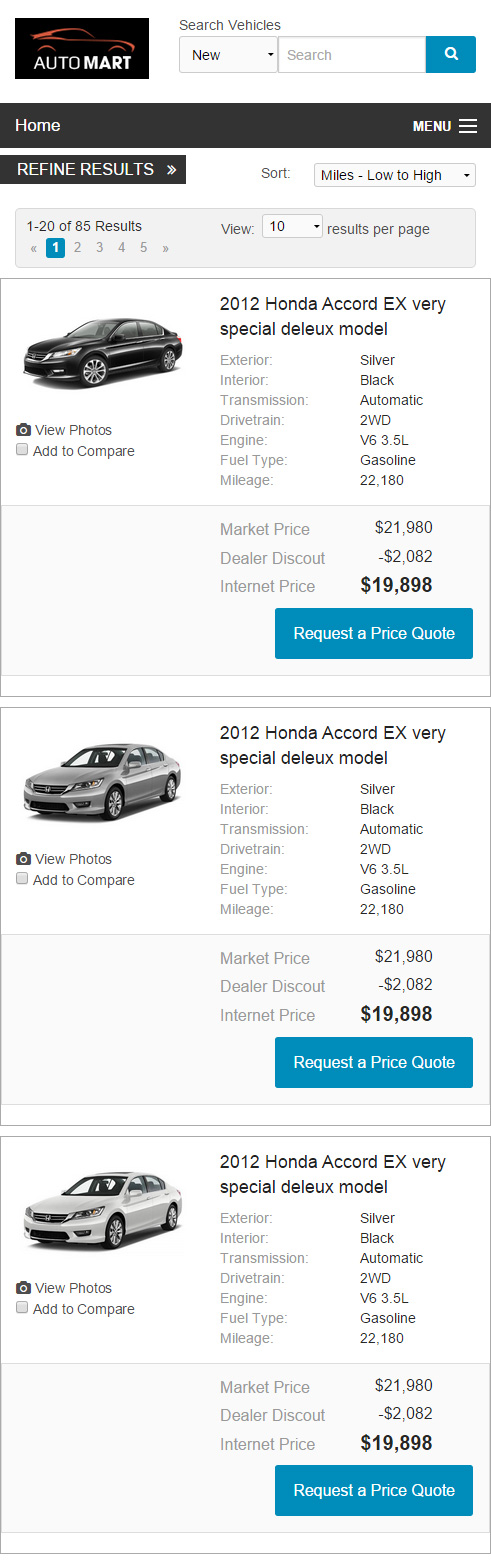 AUTO MART
Search Vehicles
New Search
Home MENU
REFINE RESULTS » Sort: Miles - Low to High
1-20 of 85 Results
View: 10 results per page
« 1 2 3 4 5 »
2012 Honda Accord EX very
special deleux model
Exterior: Silver
Interior: Black
Transmission: Automatic
Drivetrain: 2WD
Engine: V6 3.5L
Fuel Type: Gasoline
Mileage: 22,180
View Photos
Add to Compare
Market Price $21,980
Dealer Discout -$2,082
Internet Price $19,898
Request a Price Quote
2012 Honda Accord EX very
special deleux model
Exterior: Silver
Interior: Black
Transmission: Automatic
Drivetrain: 2WD
Engine: V6 3.5L
Fuel Type: Gasoline
Mileage: 22,180
View Photos
Add to Compare
Market Price $21,980
Dealer Discout -$2,082
Internet Price $19,898
Request a Price Quote
2012 Honda Accord EX very
special deleux model
Exterior: Silver
Interior: Black
Transmission: Automatic
Drivetrain: 2WD
Engine: V6 3.5L
Fuel Type: Gasoline
Mileage: 22,180
View Photos
Add to Compare
Market Price $21,980
Dealer Discout -$2,082
Internet Price $19,898
Request a Price Quote